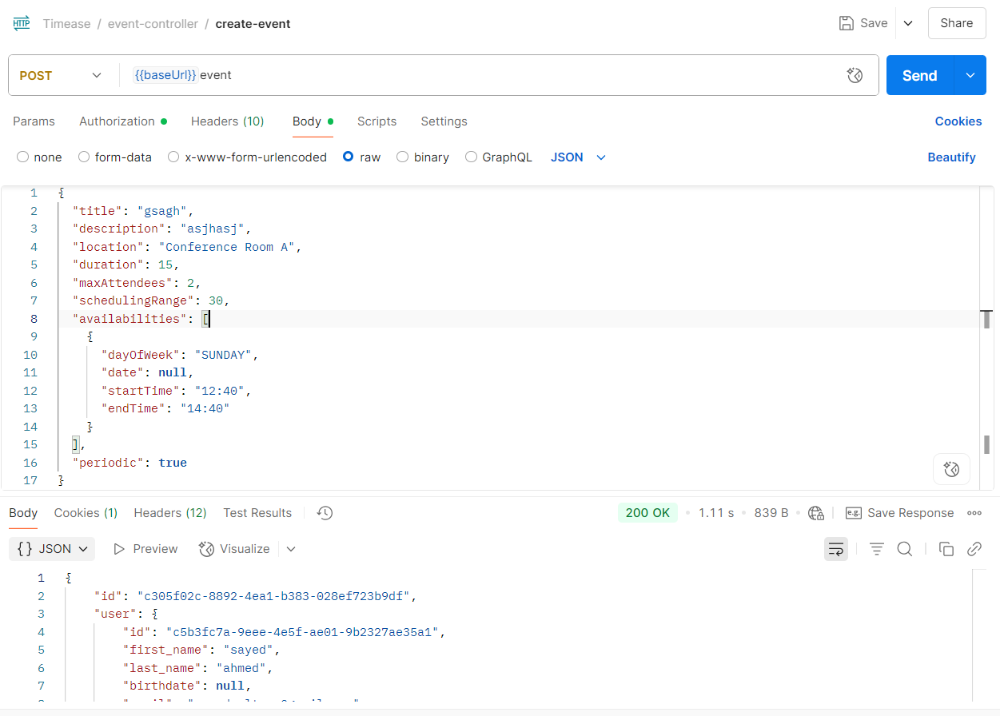 HTTP Timease / event-controller / create-event Save Share
POST {{baseUrl}} event Send
Params Authorization Headers (10) Body Scripts Settings Cookies
none form-data x-www-form-urlencoded raw binary GraphQL JSON Beautify
1 {
2 "title": "gsagh",
3 "description": "asjhasj",
4 "location": "Conference Room A",
5 "duration": 15,
6 "maxAttendees": 2,
7 "schedulingRange": 30,
8 "availabilities": [
9 {
10 "dayOfWeek": "SUNDAY",
11 "date": null,
12 "startTime": "12:40",
13 "endTime": "14:40"
14 }
15 ],
16 "periodic": true
17 }
Body Cookies (1) Headers (12) Test Results 200 OK • 1.11 s • 839 B • e.g. Save Response
{} JSON Preview Visualize
1 {
2 "id": "c305f02c-8892-4ea1-b383-028ef723b9df",
3 "user": {
4 "id": "c5b3fc7a-9eee-4e5f-ae01-9b2327ae35a1",
5 "first_name": "sayed",
6 "last_name": "ahmed",
7 "birthdate": null,